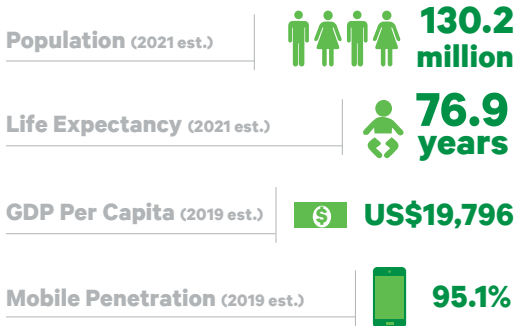 Population (2021 est.)
130.2
million
Life Expectancy (2021 est.)
76.9
years
GDP Per Capita (2019 est.)
$
US$19,796
Mobile Penetration (2019 est.)
95.1%